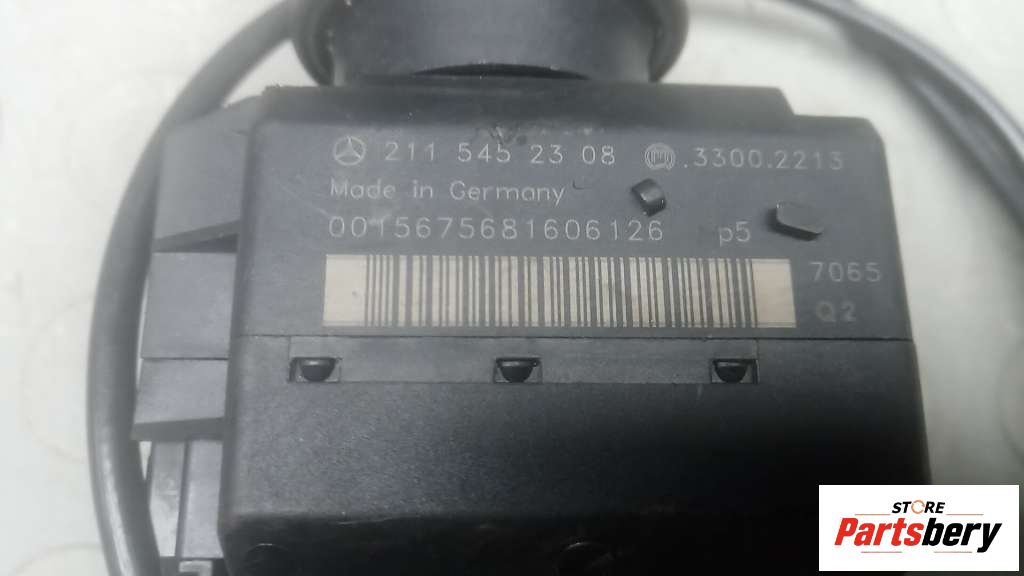 211 545 23 08 .3300.2213
Made in Germany
0015675681606126 p5
7065
Q2
STORE
Partsbery